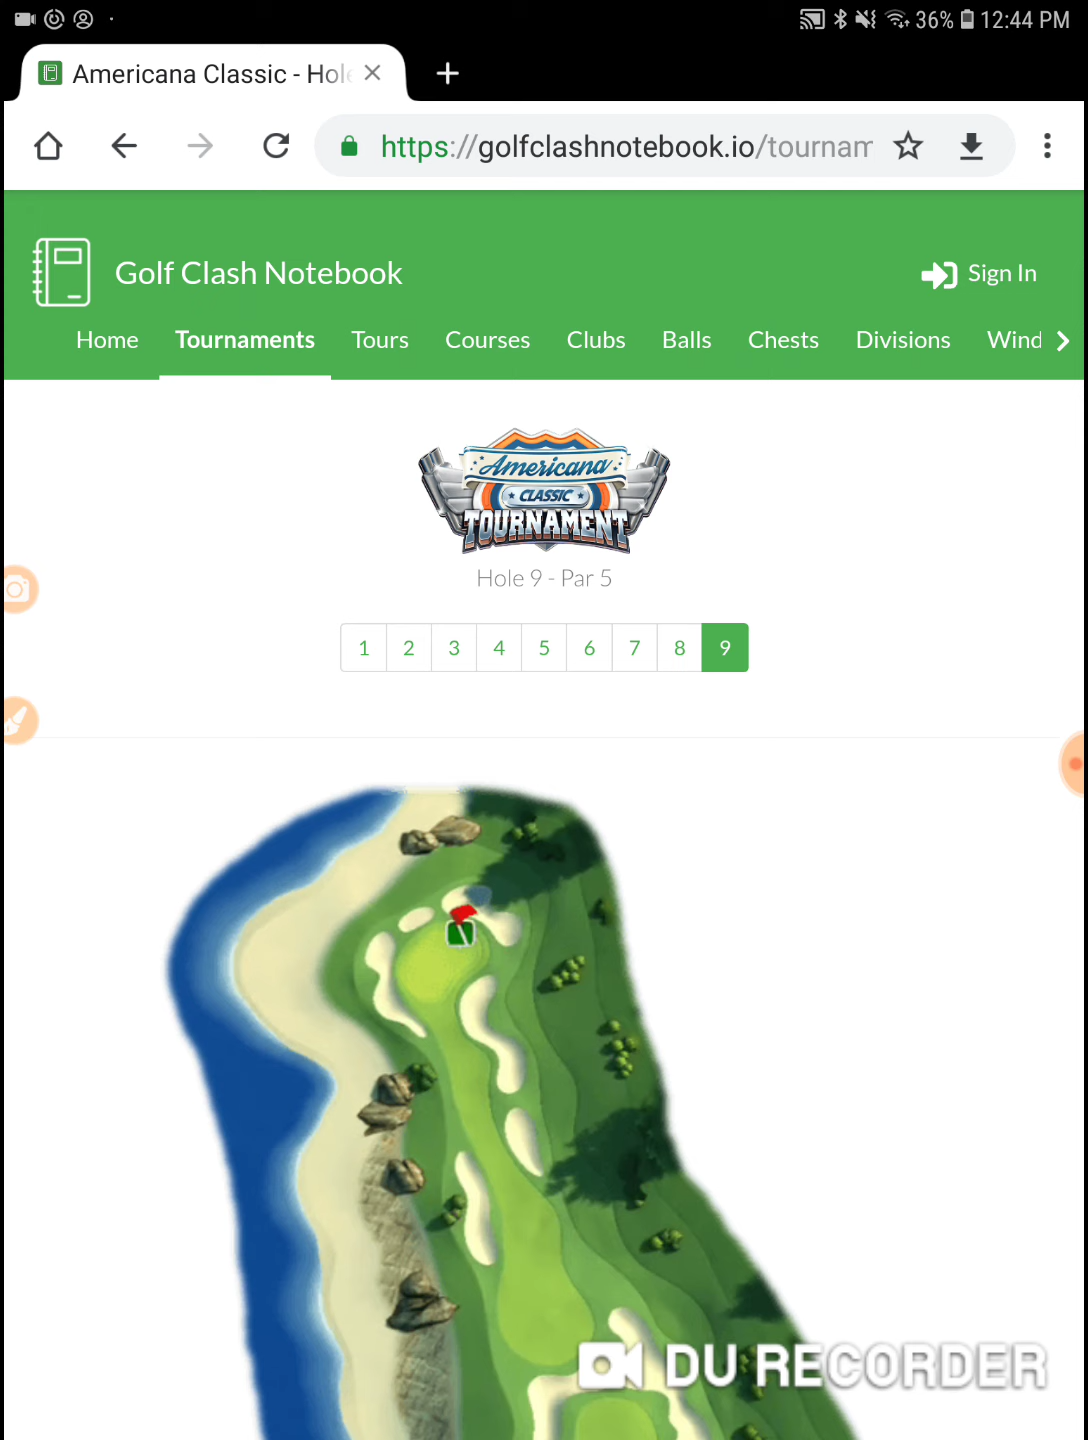 36% 12:44 PM
Americana Classic - Hole
https://golfclashnotebook.io/tournam
Golf Clash Notebook
Sign In
Home Tournaments Tours Courses Clubs Balls Chests Divisions Wind
Americana
CLASSIC
TOURNAMENT
Hole 9 - Par 5
1 2 3 4 5 6 7 8 9
DU RECORDER